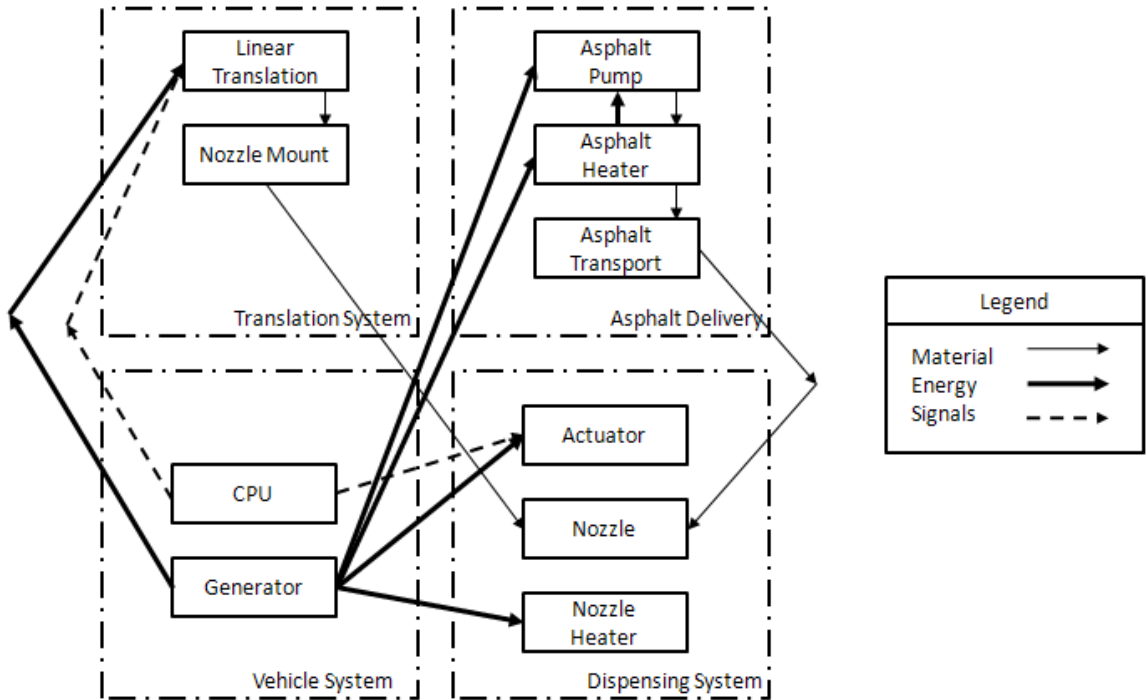 Linear
Translation
Nozzle Mount
Translation System
Asphalt
Pump
Asphalt
Heater
Asphalt
Transport
Asphalt Delivery
CPU
Generator
Vehicle System
Actuator
Nozzle
Nozzle
Heater
Dispensing System
Legend
Material
Energy
Signals